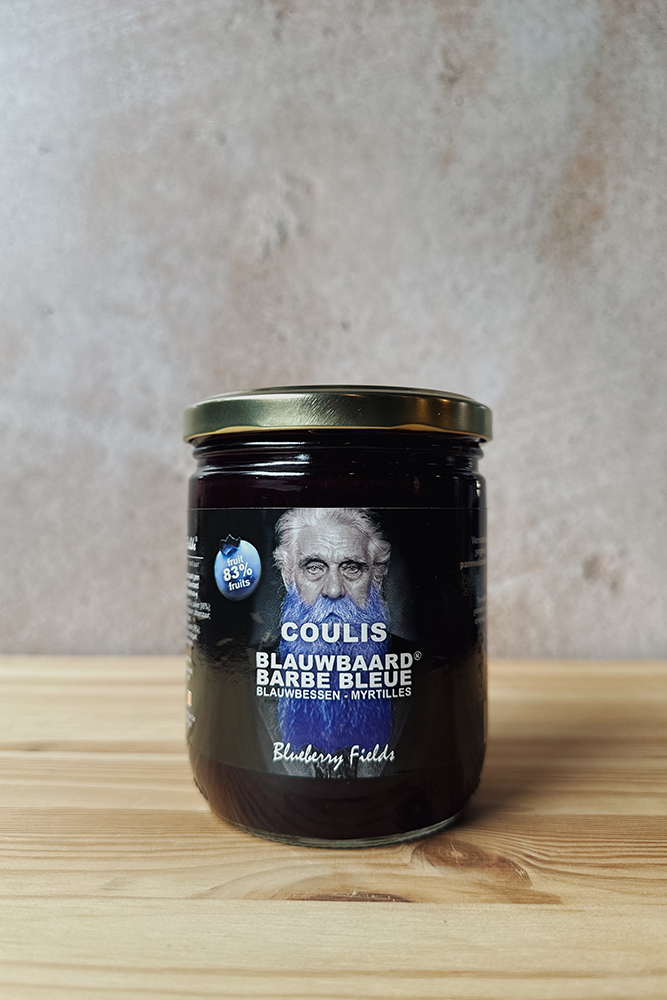 fruit
83%
fruits
COULIS
BLAUWBAARD®
BARBE BLEUE
BLAUWBESSEN - MYRTILLES
Blueberry Fields